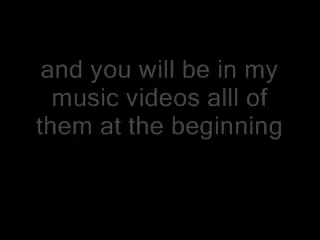 and you will be in my
music videos alll of
them at the beginning